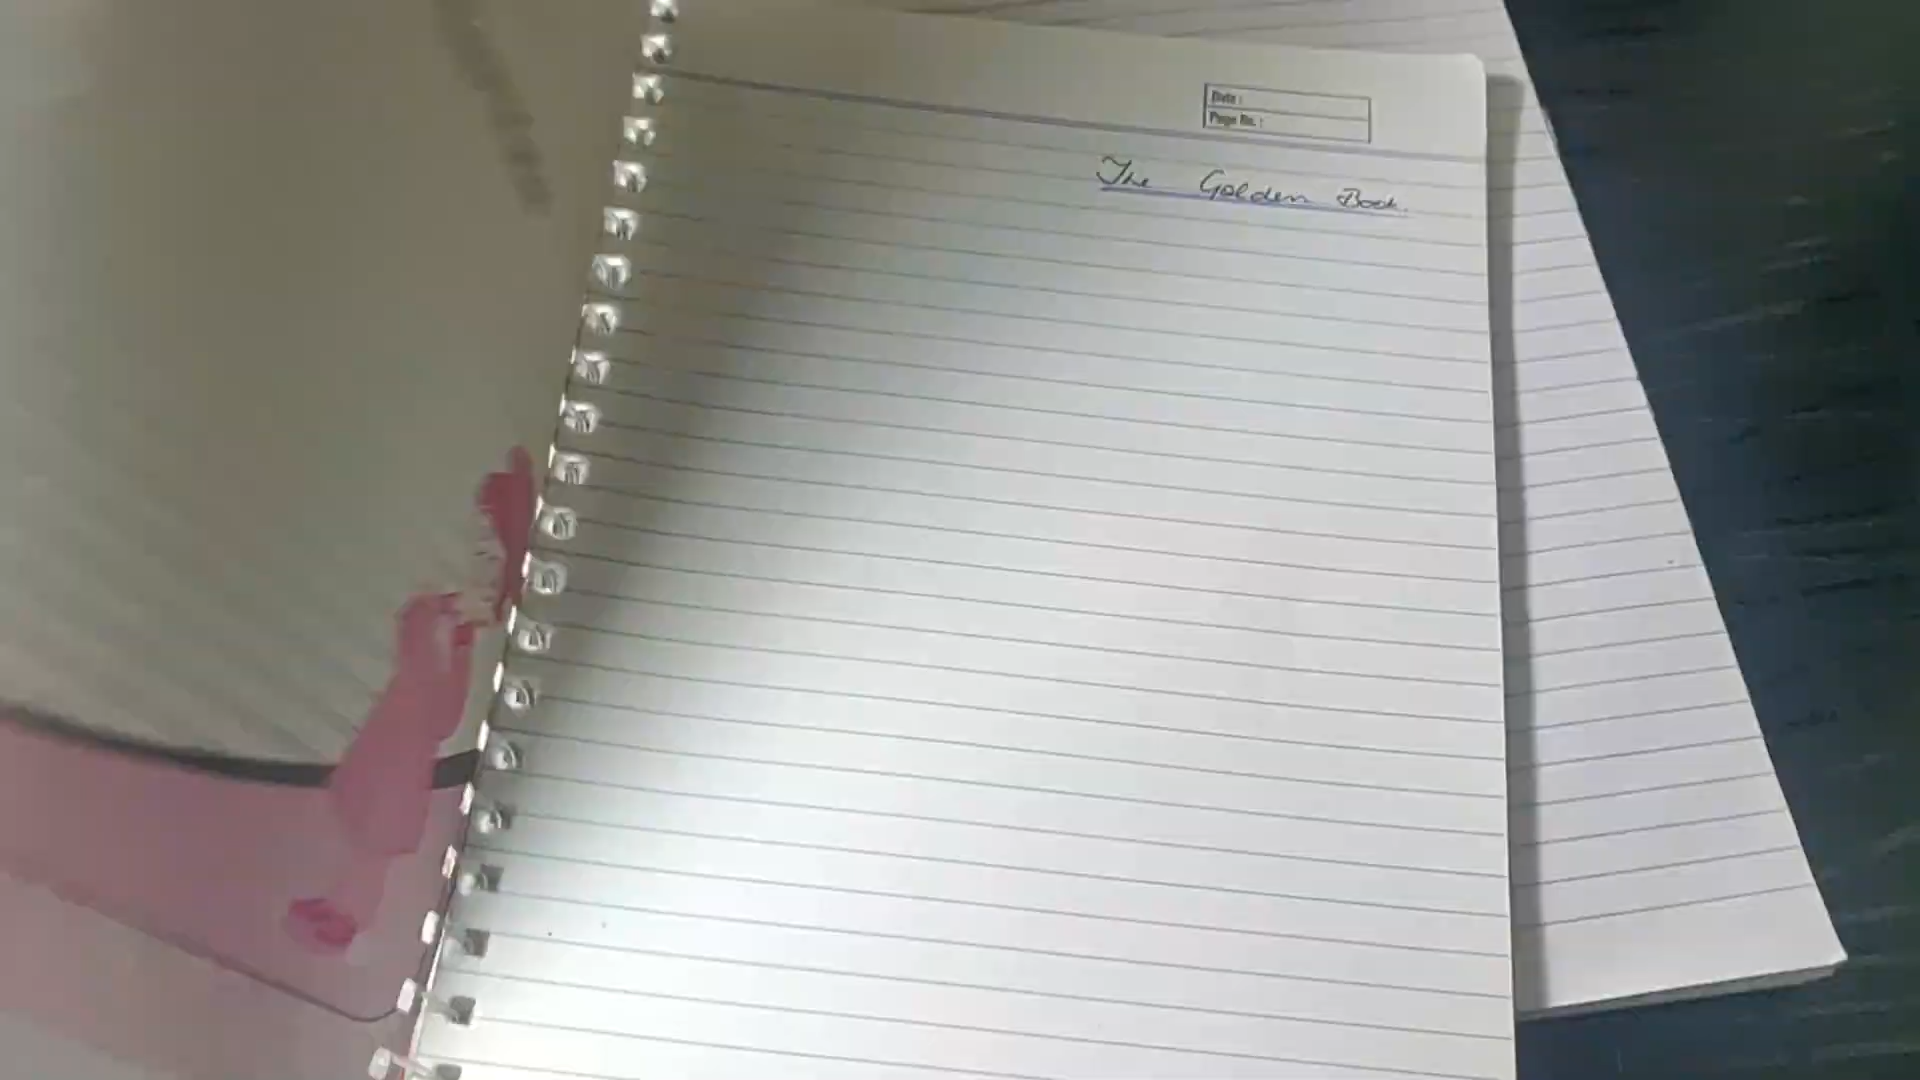 Date :
Page No. :
The Golden Book.